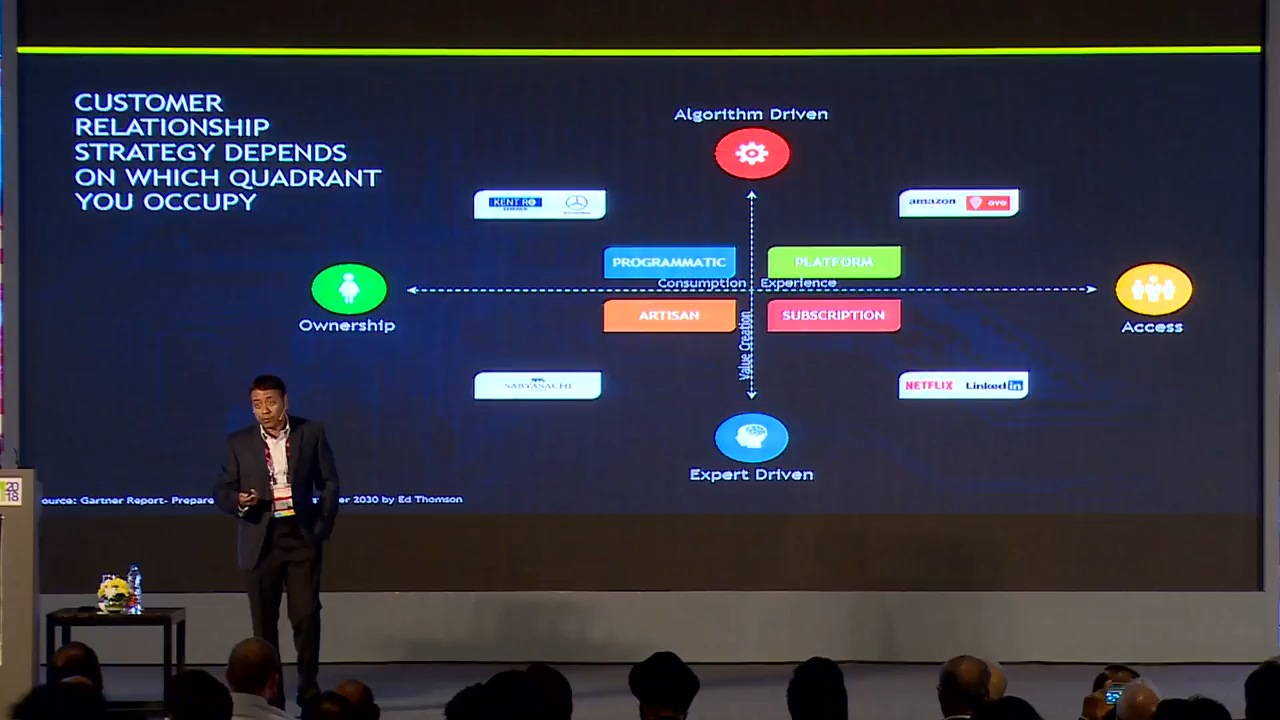 CUSTOMER
RELATIONSHIP
STRATEGY DEPENDS
ON WHICH QUADRANT
YOU OCCUPY
Algorithm Driven
KENT RO
amazon
oyo
PROGRAMMATIC
PLATFORM
Consumption
Experience
Ownership
Access
ARTISAN
SUBSCRIPTION
Value Creation
SABYASACHI
NETFLIX
Linkedin
Expert Driven
ource: Gartner Report- Prepare
er 2030 by Ed Thomson
20
18